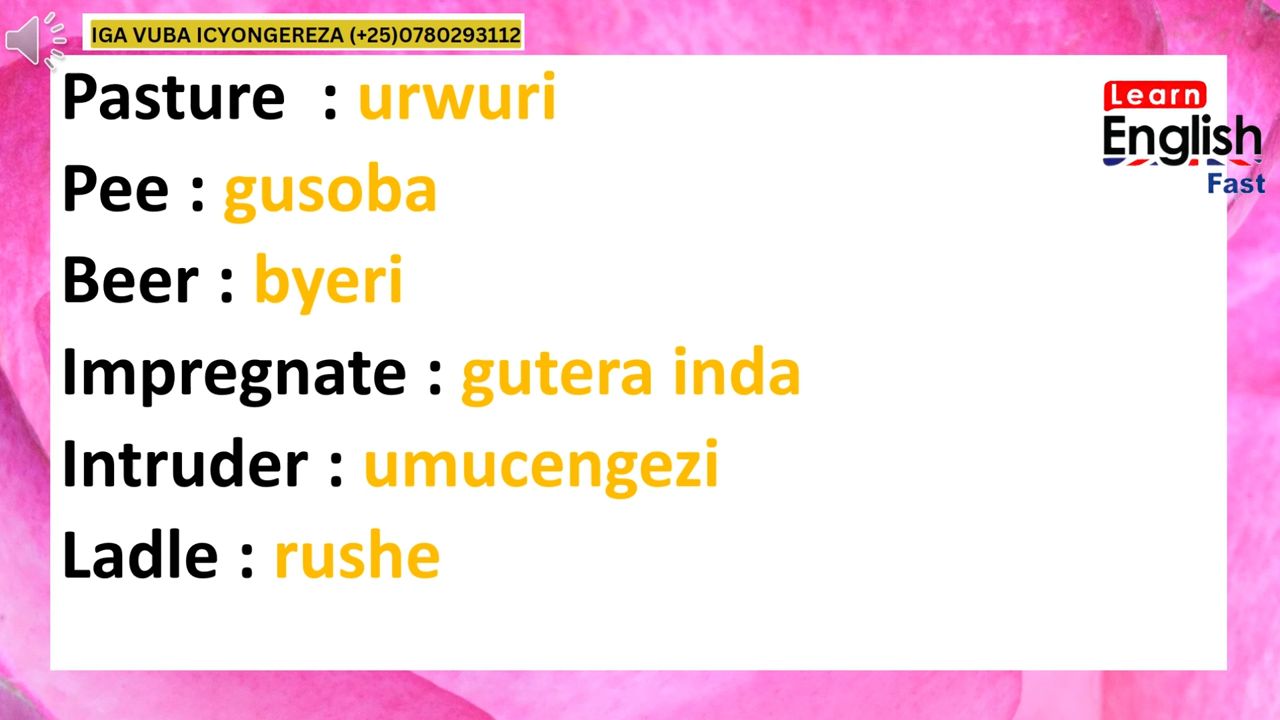 IGA VUBA ICYONGEREZA (+25)0780293112
Pasture : urwuri
Pee : gusoba
Beer : byeri
Impregnate : gutera inda
Intruder : umucengezi
Ladle : rushe
Learn
English
Fast